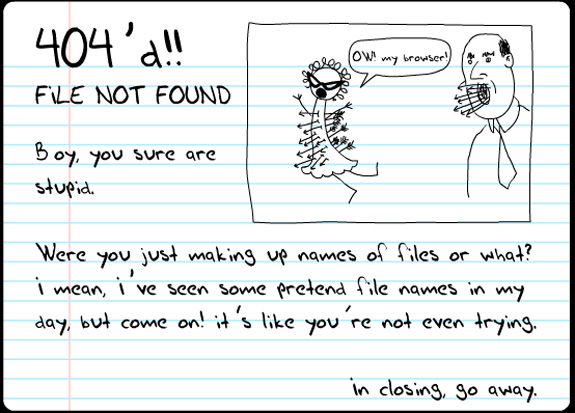 404'd!!
FiLE NOT FOUND
OW! my browser!
Boy, you sure are
stupid.
Were you just making up names of files or what?
i mean, i've seen some pretend file names in my
day, but come on! it's like you're not even trying.
in closing, go away.